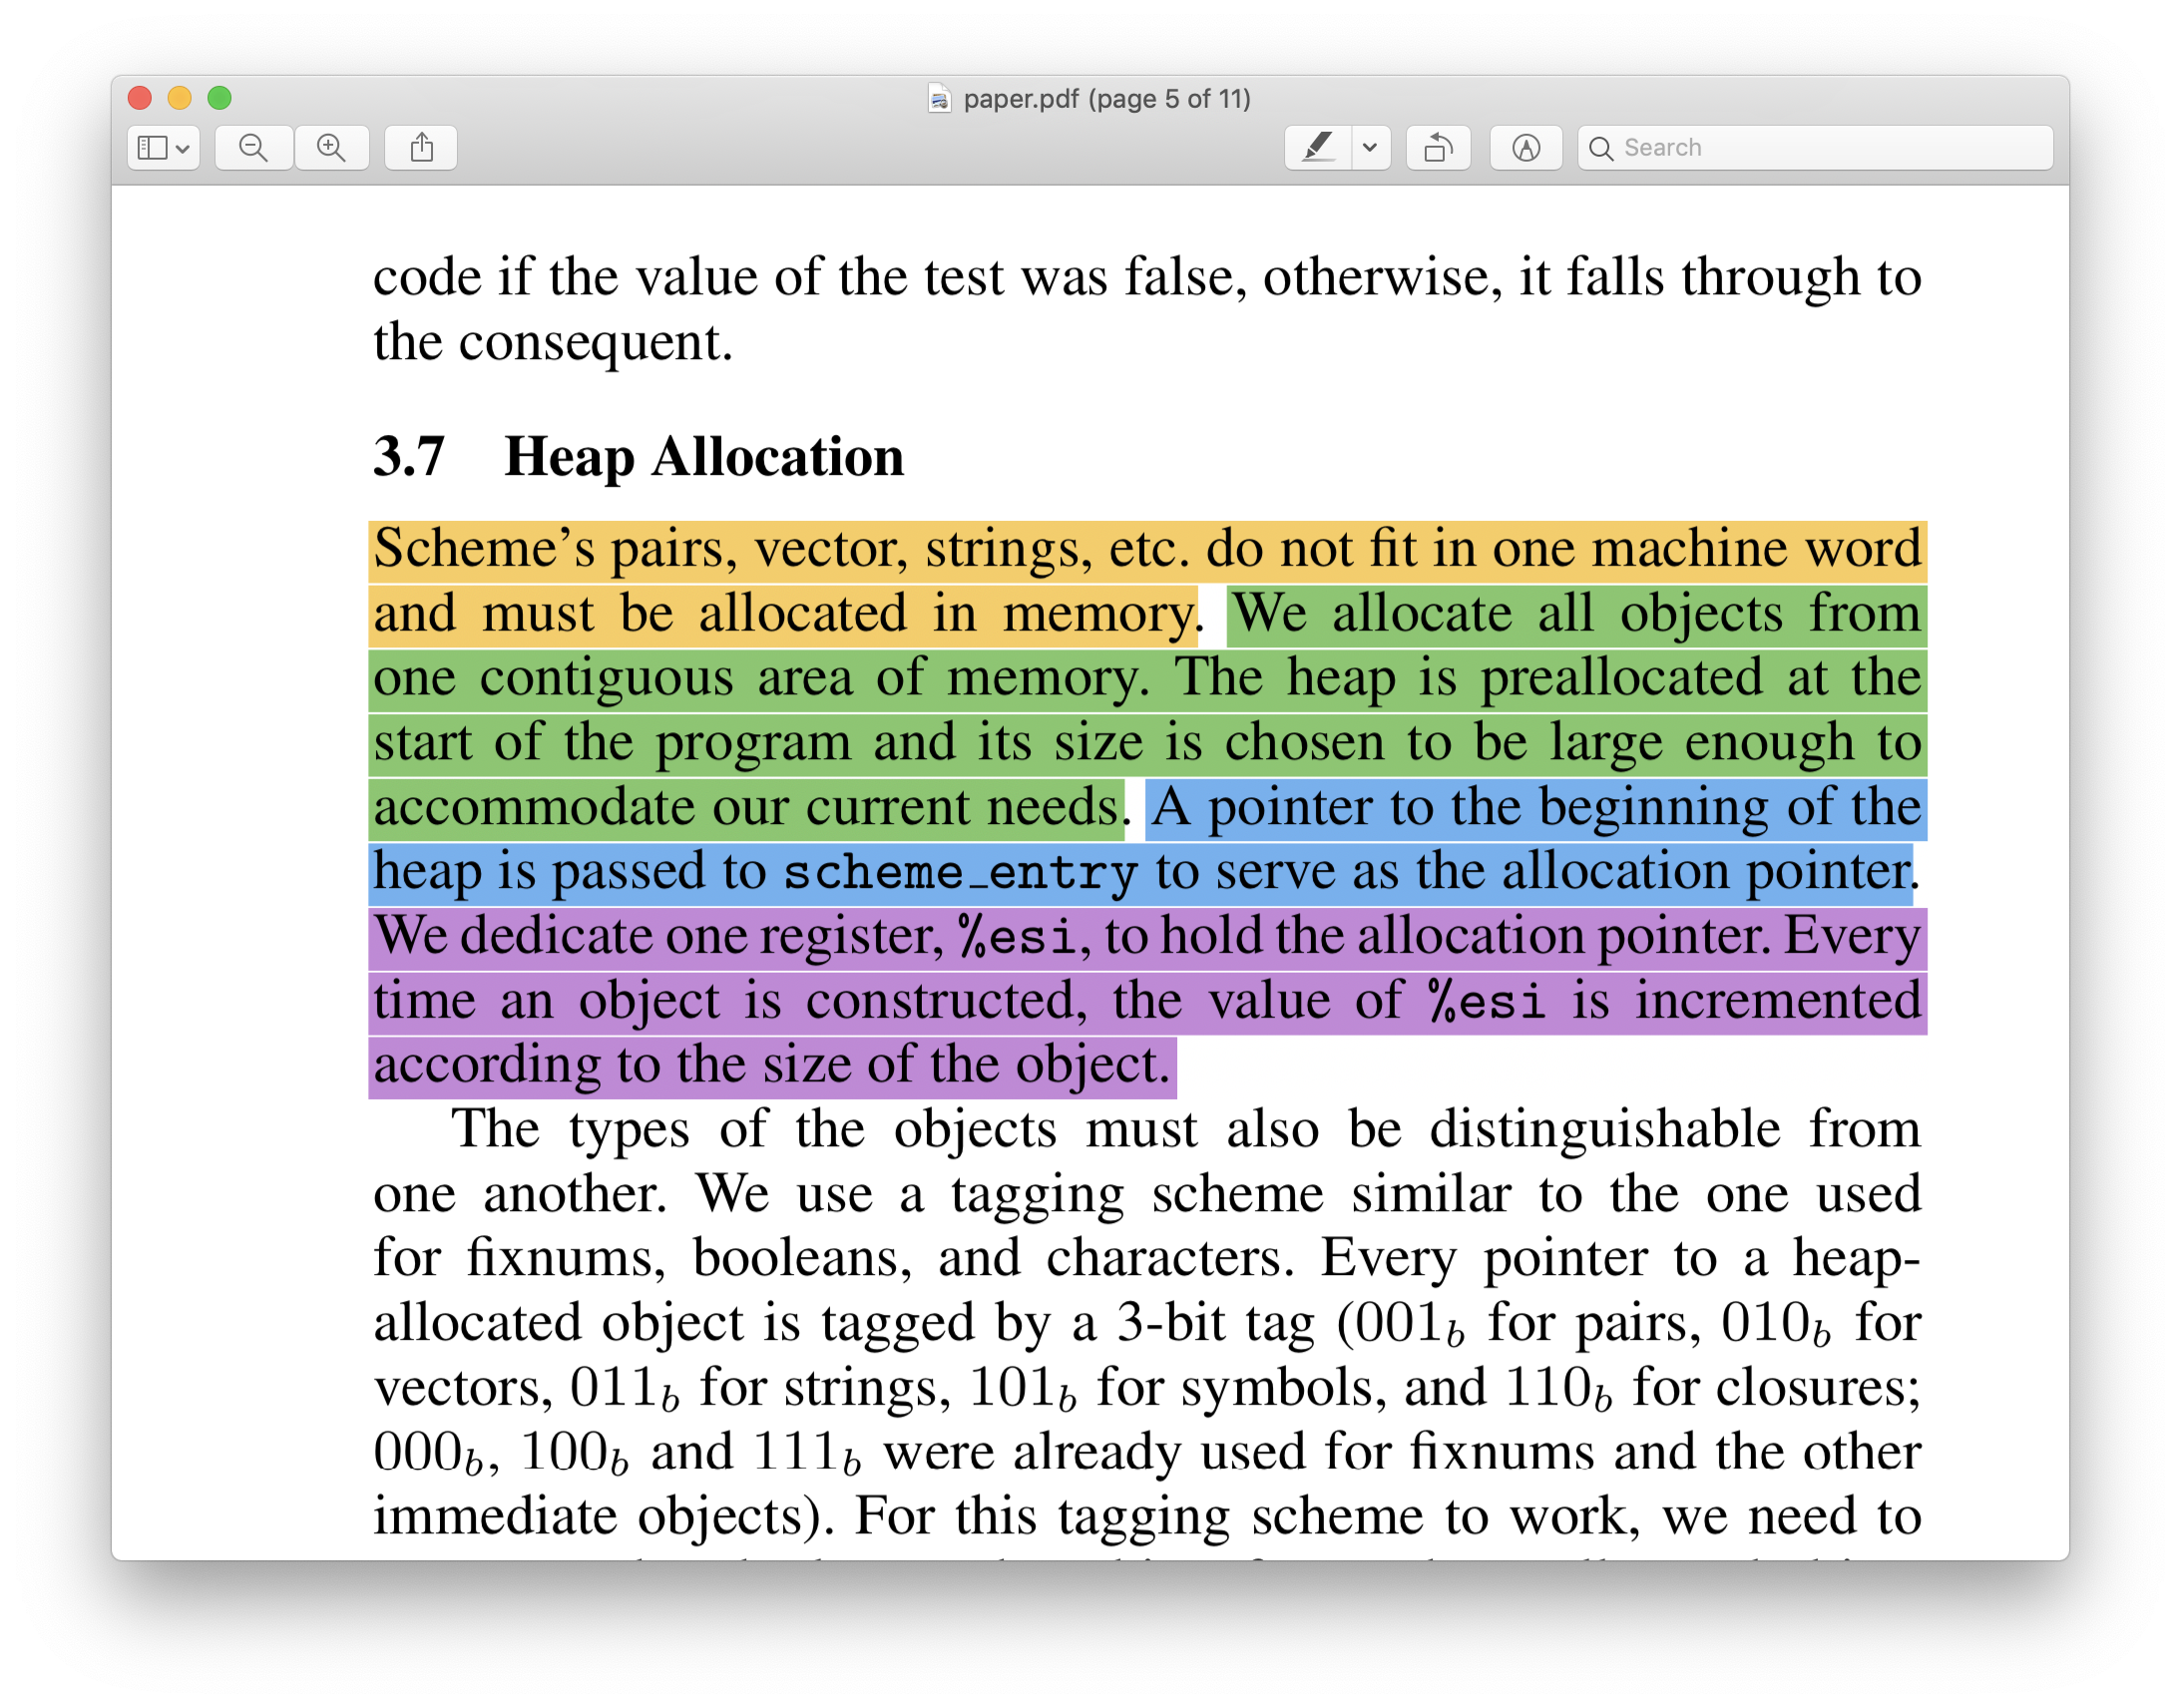 paper.pdf (page 5 of 11)
Search
code if the value of the test was false, otherwise, it falls through to
the consequent.
3.7 Heap Allocation
Scheme’s pairs, vector, strings, etc. do not fit in one machine word
and must be allocated in memory. We allocate all objects from
one contiguous area of memory. The heap is preallocated at the
start of the program and its size is chosen to be large enough to
accommodate our current needs. A pointer to the beginning of the
heap is passed to scheme_entry to serve as the allocation pointer.
We dedicate one register, %esi, to hold the allocation pointer. Every
time an object is constructed, the value of %esi is incremented
according to the size of the object.
The types of the objects must also be distinguishable from
one another. We use a tagging scheme similar to the one used
for fixnums, booleans, and characters. Every pointer to a heap-
allocated object is tagged by a 3-bit tag (001b for pairs, 010b for
vectors, 011b for strings, 101b for symbols, and 110b for closures;
000b, 100b and 111b were already used for fixnums and the other
immediate objects). For this tagging scheme to work, we need to